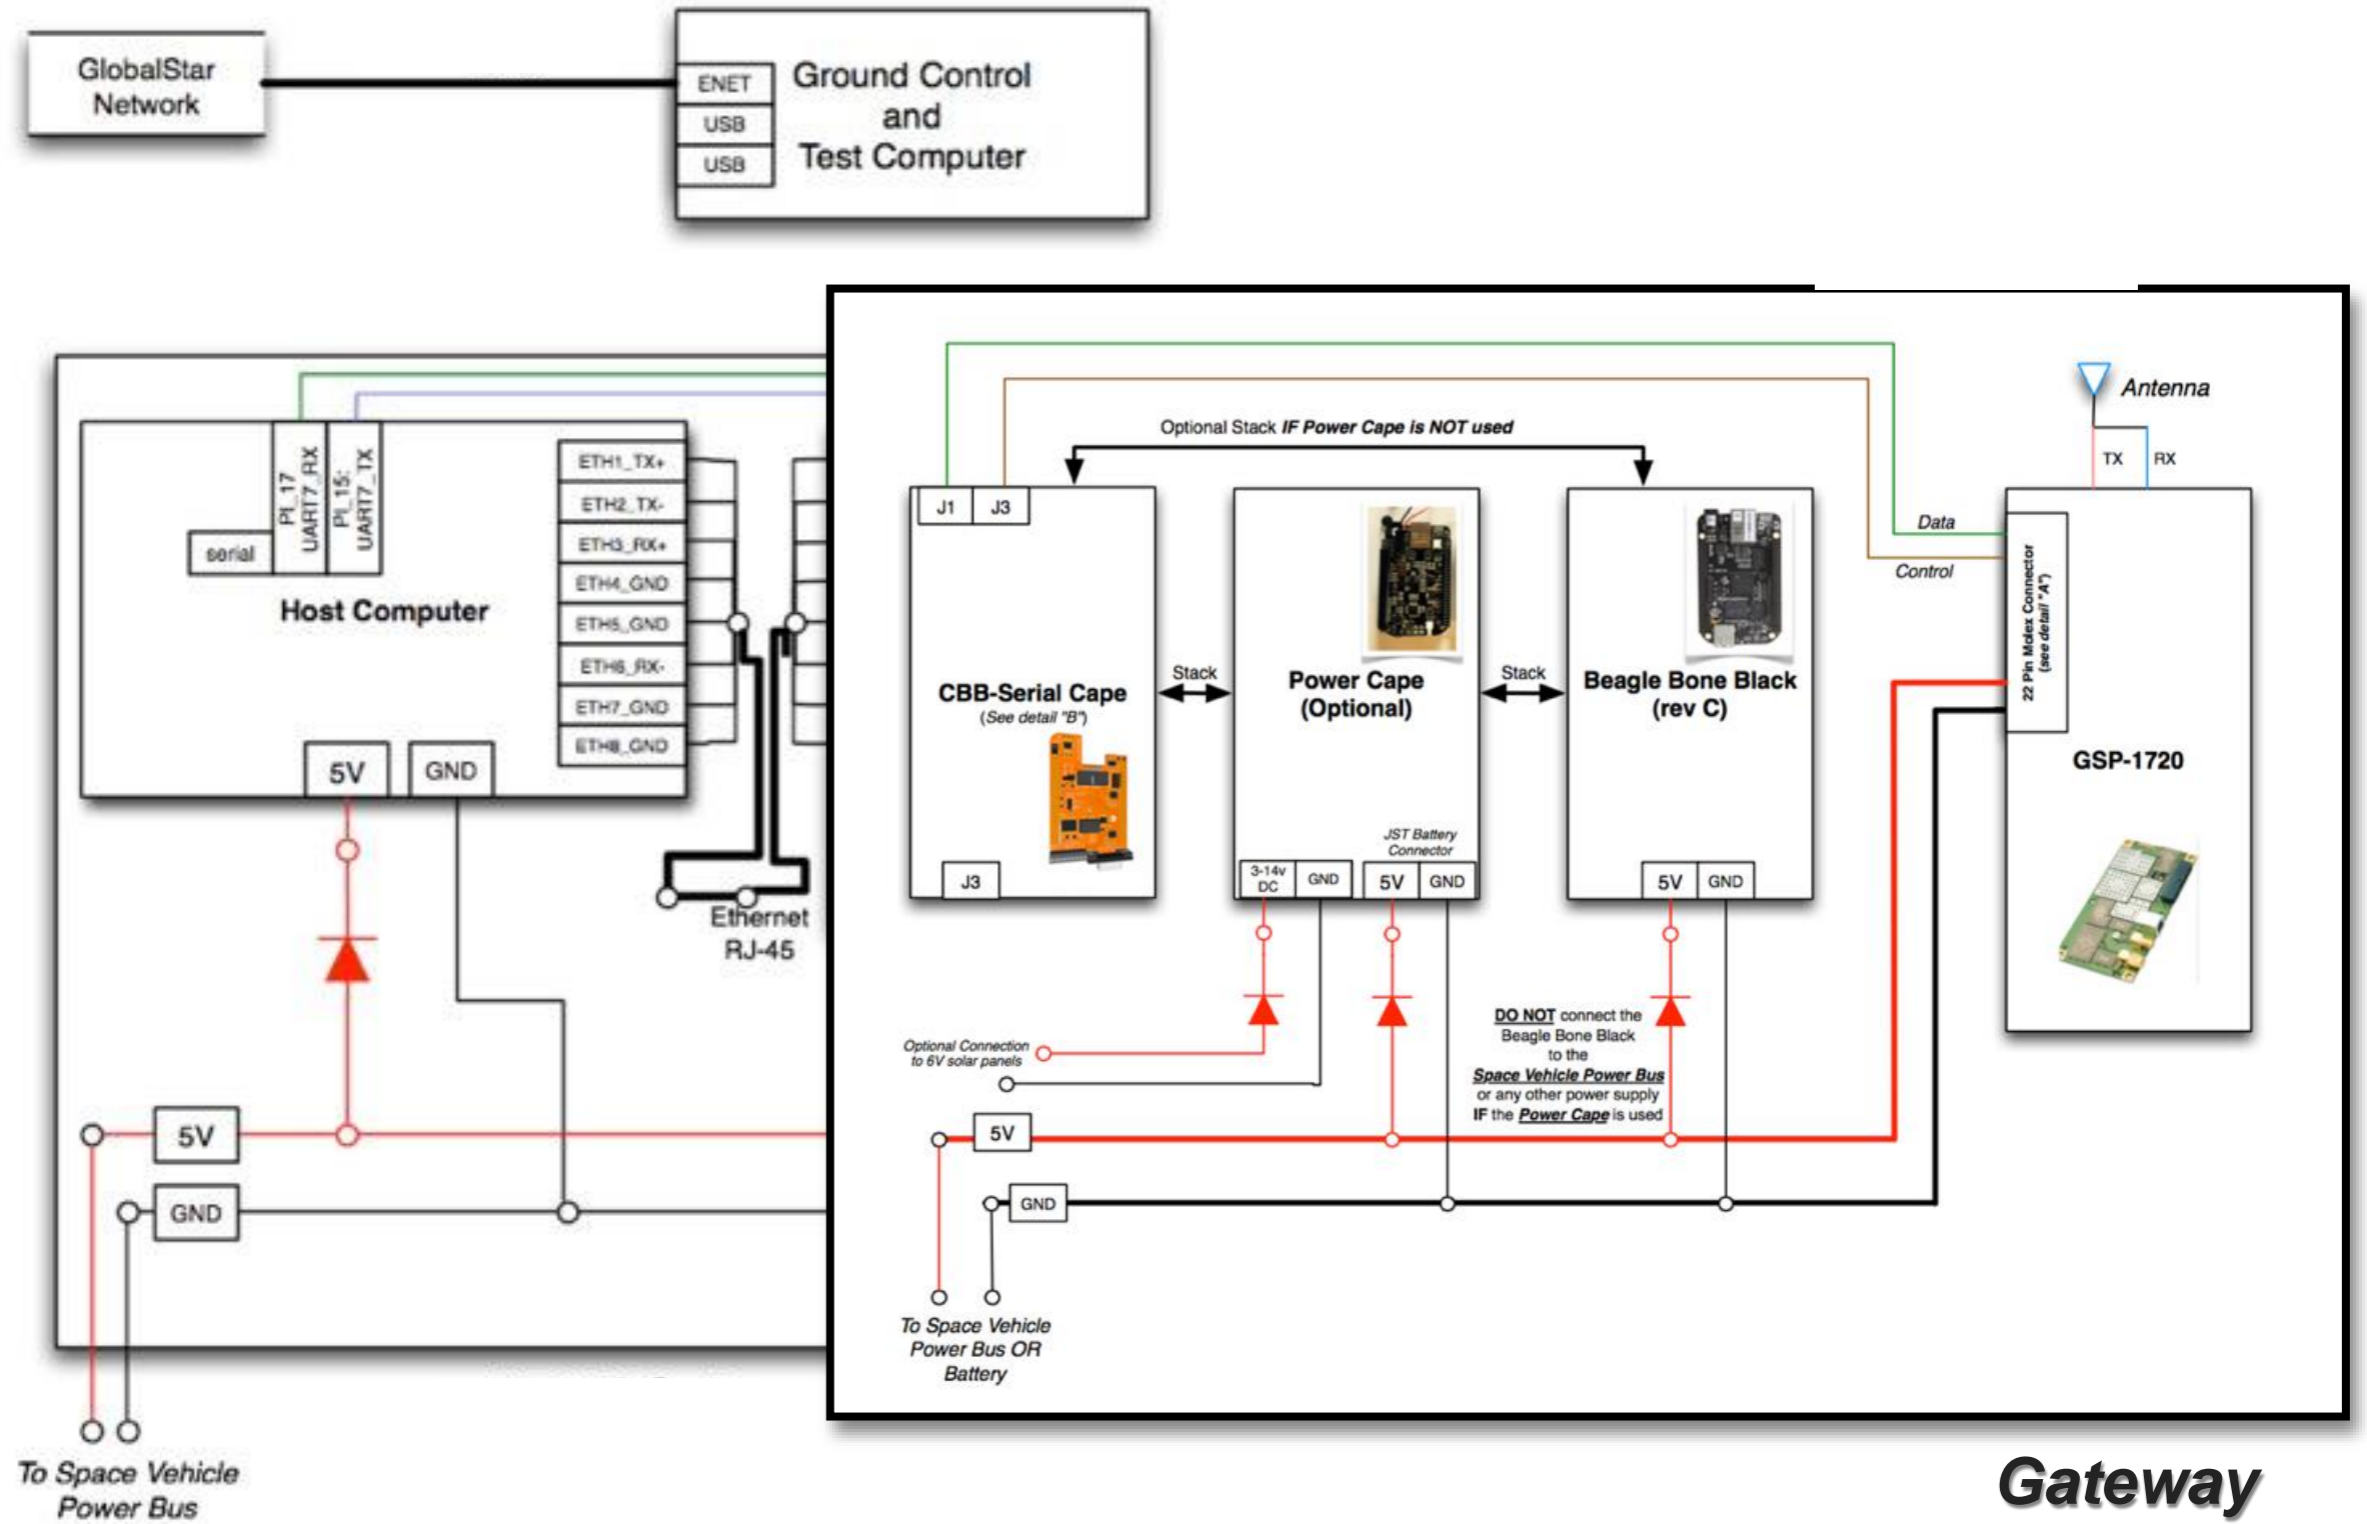 GlobalStar
Network
ENET
USB
USB
Ground Control
and
Test Computer
PI_17
UART7_RX
PI_15:
UART7_TX
serial
Host Computer
ETH1_TX+
ETH2_TX-
ETH3_RX+
ETH4_GND
ETH5_GND
ETH6_RX-
ETH7_GND
ETH8_GND
5V
GND
Ethernet
RJ-45
5V
GND
To Space Vehicle
Power Bus
Optional Stack IF Power Cape is NOT used
J1
J3
CBB-Serial Cape
(See detail "B")
J3
Stack
Power Cape
(Optional)
JST Battery
Connector
3-14v
DC
GND
5V
GND
Stack
Beagle Bone Black
(rev C)
5V
GND
Antenna
TX
RX
Data
Control
22 Pin Molex Connector
(see detail "A")
GSP-1720
Optional Connection
to 6V solar panels
DO NOT connect the
Beagle Bone Black
to the
Space Vehicle Power Bus
or any other power supply
IF the Power Cape is used
5V
GND
To Space Vehicle
Power Bus OR
Battery
Gateway